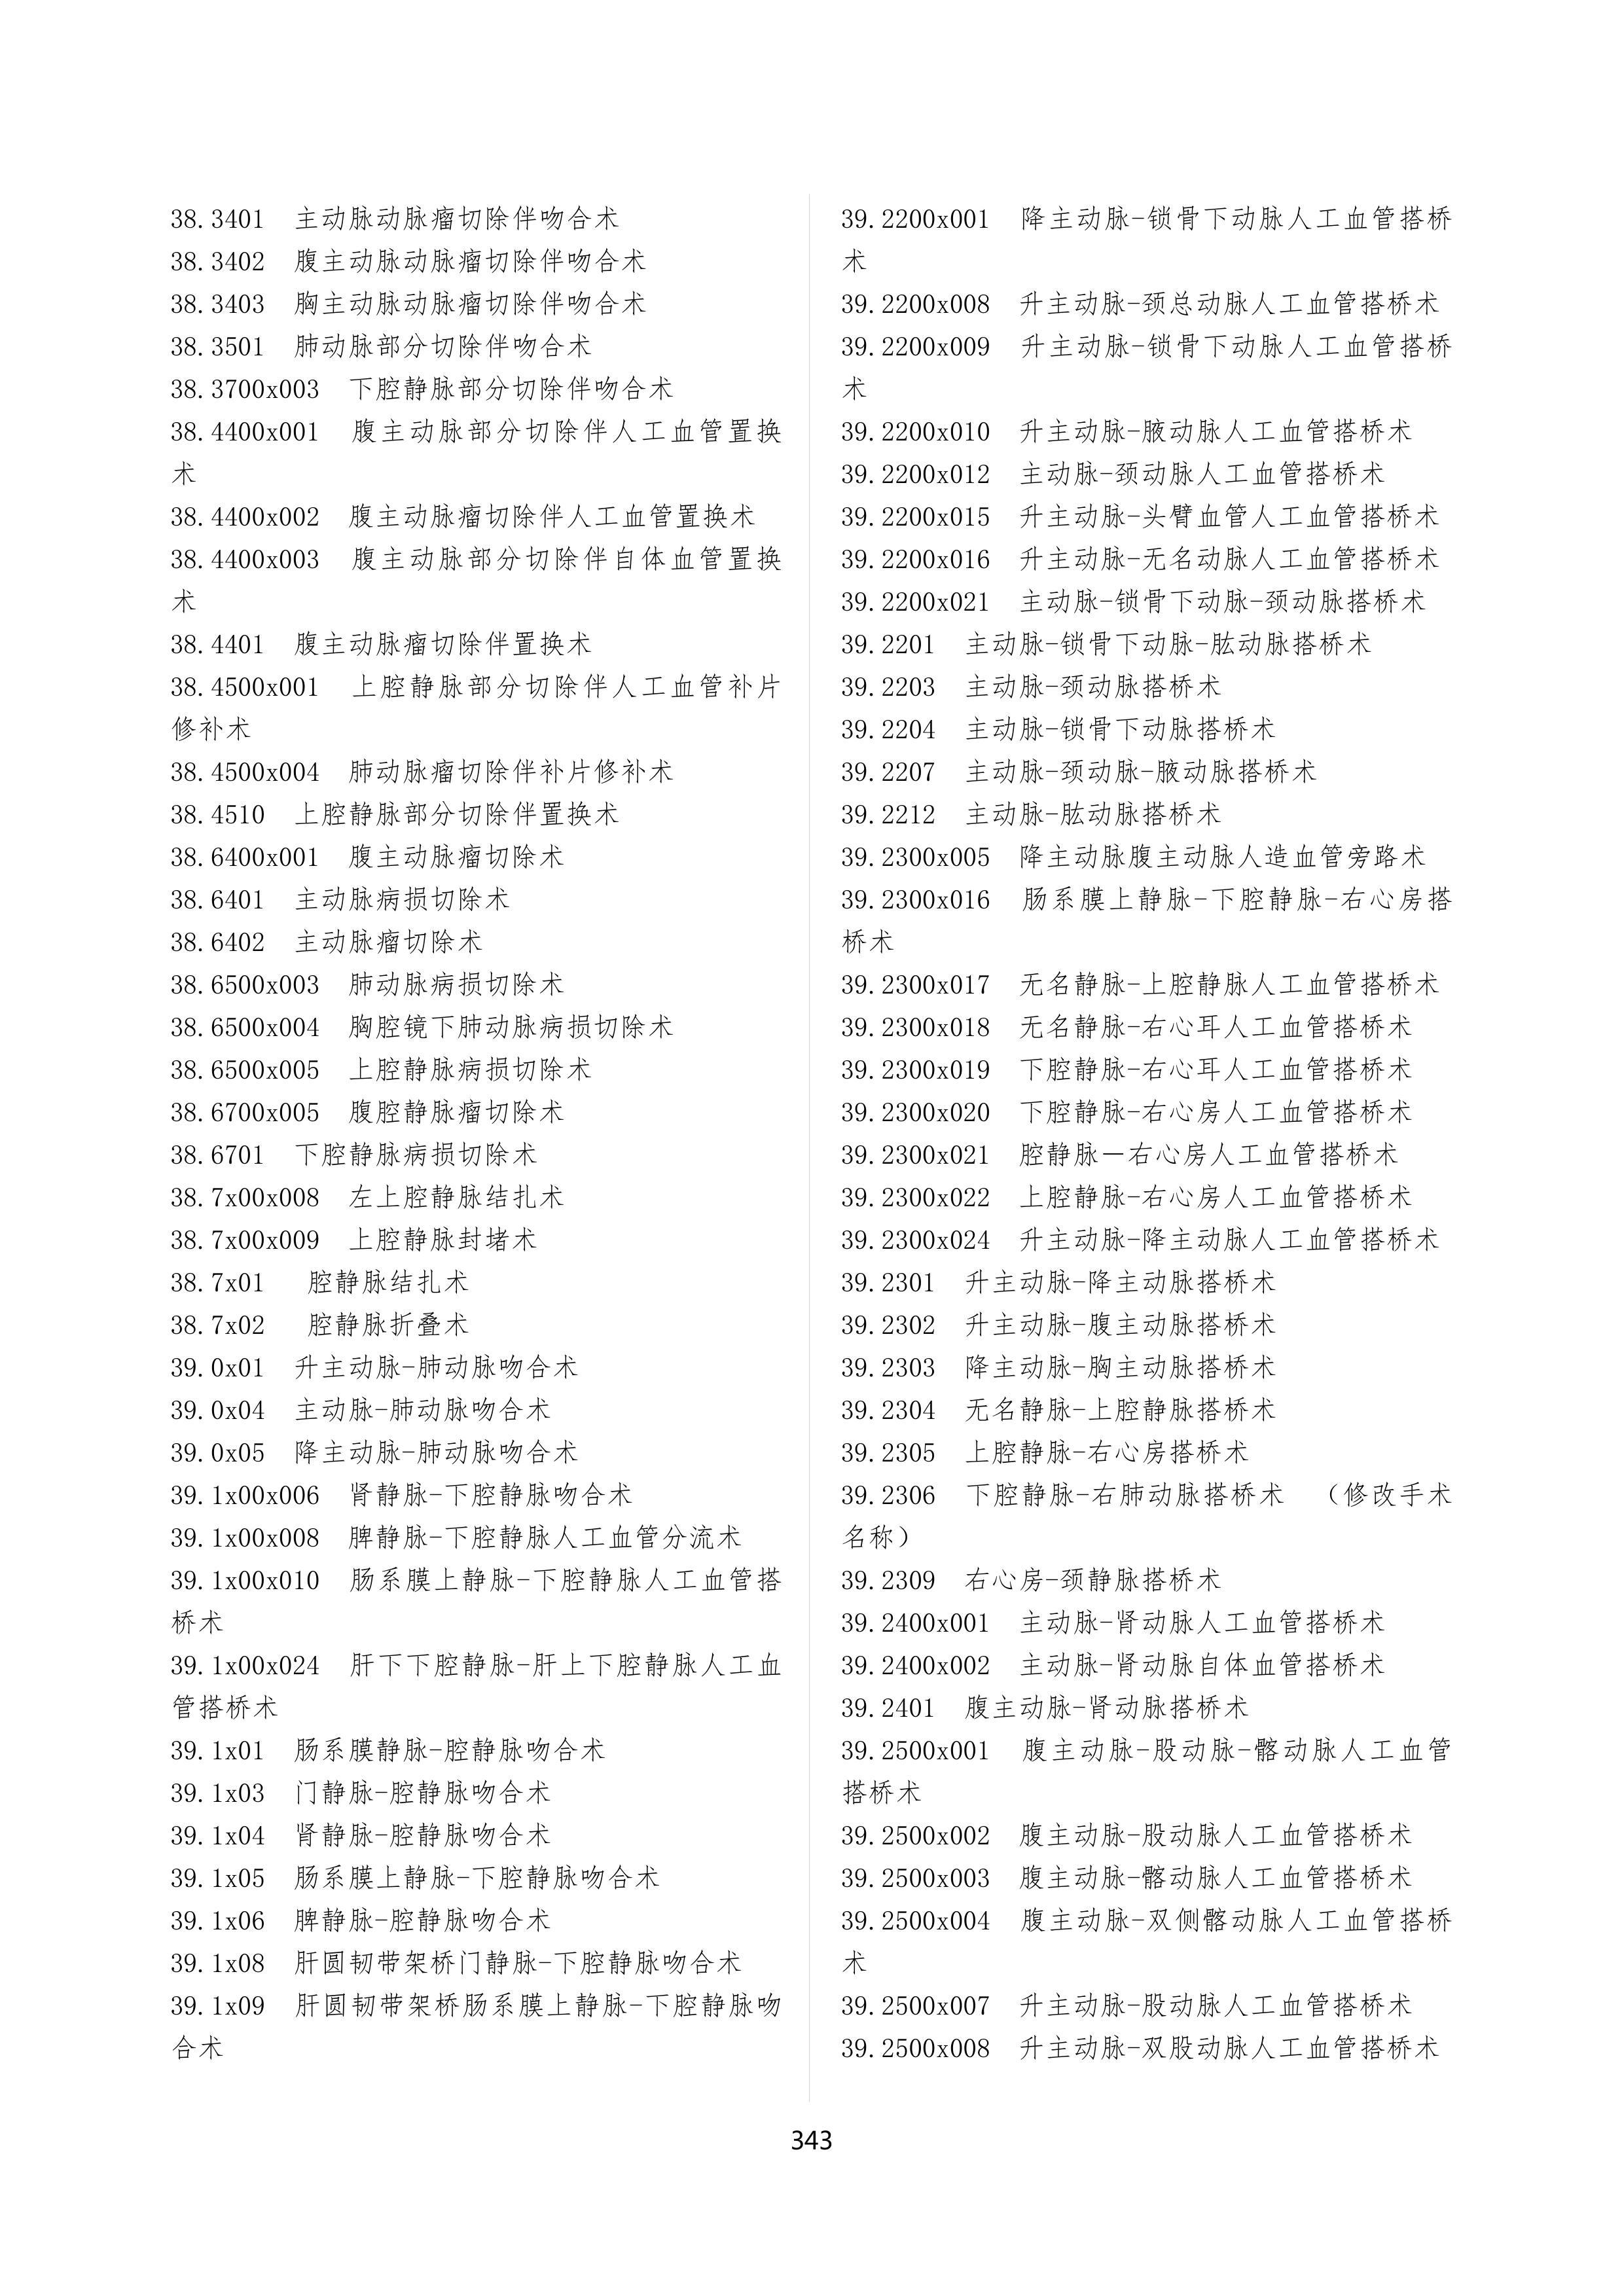 38.3401  主动脉动脉瘤切除伴吻合术
38.3402  腹主动脉动脉瘤切除伴吻合术
38.3403  胸主动脉动脉瘤切除伴吻合术
38.3501  肺动脉部分切除伴吻合术
38.3700x003  下腔静脉部分切除伴吻合术
38.4400x001  腹主动脉部分切除伴人工血管置换
术
38.4400x002  腹主动脉瘤切除伴人工血管置换术
38.4400x003  腹主动脉部分切除伴自体血管置换
术
38.4401  腹主动脉瘤切除伴置换术
38.4500x001  上腔静脉部分切除伴人工血管补片
修补术
38.4500x004  肺动脉瘤切除伴补片修补术
38.4510  上腔静脉部分切除伴置换术
38.6400x001  腹主动脉瘤切除术
38.6401  主动脉病损切除术
38.6402  主动脉瘤切除术
38.6500x003  肺动脉病损切除术
38.6500x004  胸腔镜下肺动脉病损切除术
38.6500x005  上腔静脉病损切除术
38.6700x005  腹腔静脉瘤切除术
38.6701  下腔静脉病损切除术
38.7x00x008  左上腔静脉结扎术
38.7x00x009  上腔静脉封堵术
38.7x01  腔静脉结扎术
38.7x02  腔静脉折叠术
39.0x01  升主动脉-肺动脉吻合术
39.0x04  主动脉-肺动脉吻合术
39.0x05  降主动脉-肺动脉吻合术
39.1x00x006  肾静脉-下腔静脉吻合术
39.1x00x008  脾静脉-下腔静脉人工血管分流术
39.1x00x010  肠系膜上静脉-下腔静脉人工血管搭
桥术
39.1x00x024  肝下下腔静脉-肝上下腔静脉人工血
管搭桥术
39.1x01  肠系膜静脉-腔静脉吻合术
39.1x03  门静脉-腔静脉吻合术
39.1x04  肾静脉-腔静脉吻合术
39.1x05  肠系膜上静脉-下腔静脉吻合术
39.1x06  脾静脉-腔静脉吻合术
39.1x08  肝圆韧带架桥门静脉-下腔静脉吻合术
39.1x09  肝圆韧带架桥肠系膜上静脉-下腔静脉吻
合术
39.2200x001  降主动脉-锁骨下动脉人工血管搭桥
术
39.2200x008  升主动脉-颈总动脉人工血管搭桥术
39.2200x009  升主动脉-锁骨下动脉人工血管搭桥
术
39.2200x010  升主动脉-腋动脉人工血管搭桥术
39.2200x012  主动脉-颈动脉人工血管搭桥术
39.2200x015  升主动脉-头臂血管人工血管搭桥术
39.2200x016  升主动脉-无名动脉人工血管搭桥术
39.2200x021  主动脉-锁骨下动脉-颈动脉搭桥术
39.2201  主动脉-锁骨下动脉-肱动脉搭桥术
39.2203  主动脉-颈动脉搭桥术
39.2204  主动脉-锁骨下动脉搭桥术
39.2207  主动脉-颈动脉-腋动脉搭桥术
39.2212  主动脉-肱动脉搭桥术
39.2300x005  降主动脉腹主动脉人造血管旁路术
39.2300x016  肠系膜上静脉-下腔静脉-右心房搭
桥术
39.2300x017  无名静脉-上腔静脉人工血管搭桥术
39.2300x018  无名静脉-右心耳人工血管搭桥术
39.2300x019  下腔静脉-右心耳人工血管搭桥术
39.2300x020  下腔静脉-右心房人工血管搭桥术
39.2300x021  腔静脉－右心房人工血管搭桥术
39.2300x022  上腔静脉-右心房人工血管搭桥术
39.2300x024  升主动脉-降主动脉人工血管搭桥术
39.2301  升主动脉-降主动脉搭桥术
39.2302  升主动脉-腹主动脉搭桥术
39.2303  降主动脉-胸主动脉搭桥术
39.2304  无名静脉-上腔静脉搭桥术
39.2305  上腔静脉-右心房搭桥术
39.2306  下腔静脉-右肺动脉搭桥术  （修改手术
名称）
39.2309  右心房-颈静脉搭桥术
39.2400x001  主动脉-肾动脉人工血管搭桥术
39.2400x002  主动脉-肾动脉自体血管搭桥术
39.2401  腹主动脉-肾动脉搭桥术
39.2500x001  腹主动脉-股动脉-髂动脉人工血管
搭桥术
39.2500x002  腹主动脉-股动脉人工血管搭桥术
39.2500x003  腹主动脉-髂动脉人工血管搭桥术
39.2500x004  腹主动脉-双侧髂动脉人工血管搭桥
术
39.2500x007  升主动脉-股动脉人工血管搭桥术
39.2500x008  升主动脉-双股动脉人工血管搭桥术
343